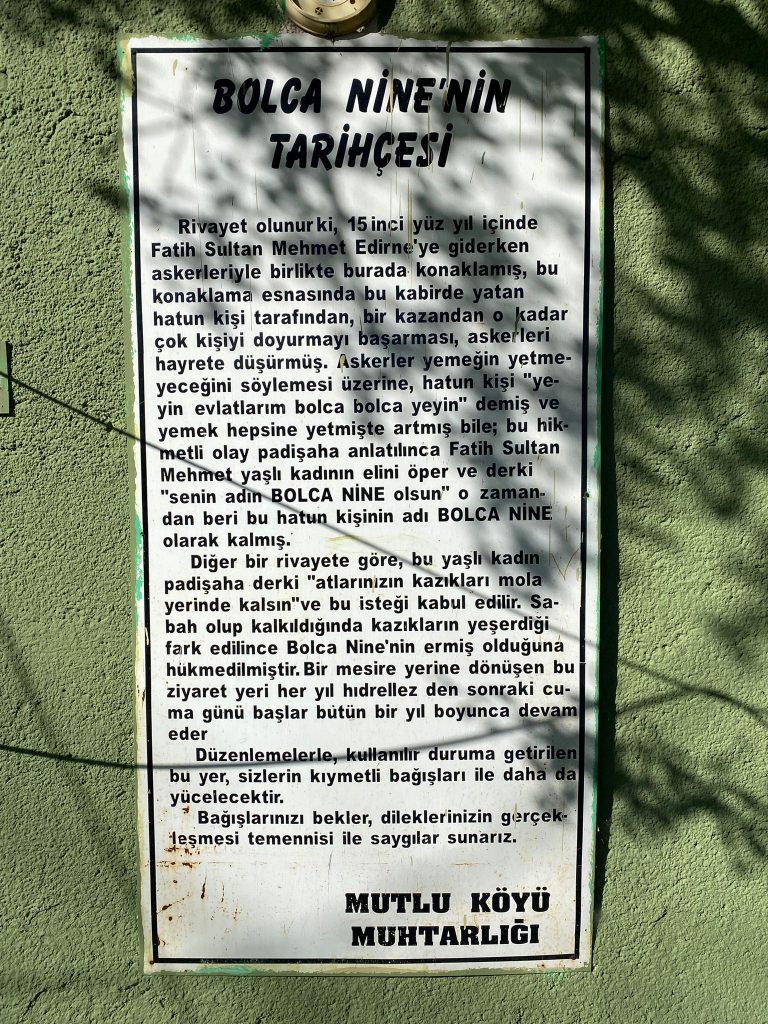 BOLCA NİNE'NİN
TARİHÇESİ
Rivayet olunurki, 15inci yüz yıl içinde
Fatih Sultan Mehmet Edirne'ye giderken
askerleriyle birlikte burada konaklamış, bu
konaklama esnasında bu kabirde yatan
hatun kişi tarafından, bir kazandan o kadar
çok kişiyi doyurmayı başarması, askerleri
hayrete düşürmüş. Askerler yemeğin yetme-
yeceğini söylemesi üzerine, hatun kişi "ye-
yin evlatlarım bolca bolca yeyin" demiş ve
yemek hepsine yetmişte artmış bile; bu hik-
metli olay padişaha anlatılınca Fatih Sultan
Mehmet yaşlı kadının elini öper ve derki
"senin adın BOLCA NİNE olsun" o zaman-
dan beri bu hatun kişinin adı BOLCA NİNE
olarak kalmış.
Diğer bir rivayete göre, bu yaşlı kadın
padişaha derki "atlarınızın kazıkları mola
yerinde kalsın"ve bu isteği kabul edilir. Sa-
bah olup kalkıldığında kazıkların yeşerdiği
fark edilince Bolca Nine'nin ermiş olduğuna
hükmedilmiştir. Bir mesire yerine dönüşen bu
ziyaret yeri her yıl hıdrellez den sonraki cu-
ma günü başlar bütün bir yıl boyunca devam
eder
Düzenlemelerle, kullanılır duruma getirilen
bu yer, sizlerin kıymetli bağışları ile daha da
yücelecektir.
Bağışlarınızı bekler, dileklerinizin gerçek-
leşmesi temennisi ile saygılar sunarız.
MUTLU KÖYÜ
MUHTARLIĞI